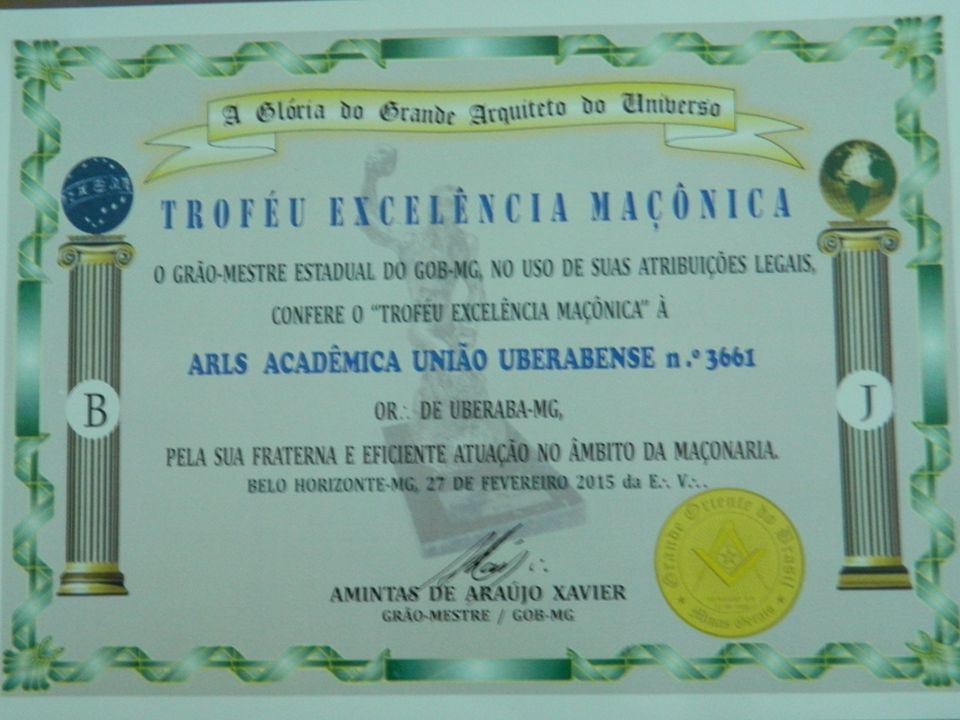 A Glória do Grande Arquiteto do Universo
TROFÉU EXCELÊNCIA MAÇÔNICA
O GRÃO-MESTRE ESTADUAL DO GOB-MG, NO USO DE SUAS ATRIBUIÇÕES LEGAIS,
CONFERE O “TROFÉU EXCELÊNCIA MAÇÔNICA” À
ARLS ACADÊMICA UNIÃO UBERABENSE n.º 3661
B
J
OR∴ DE UBERABA-MG,
PELA SUA FRATERNA E EFICIENTE ATUAÇÃO NO ÂMBITO DA MAÇONARIA.
BELO HORIZONTE-MG, 27 DE FEVEREIRO 2015 da E∴ V∴.
AMINTAS DE ARAÚJO XAVIER
GRÃO-MESTRE / GOB-MG
Grande Oriente do Brasil
Minas Gerais